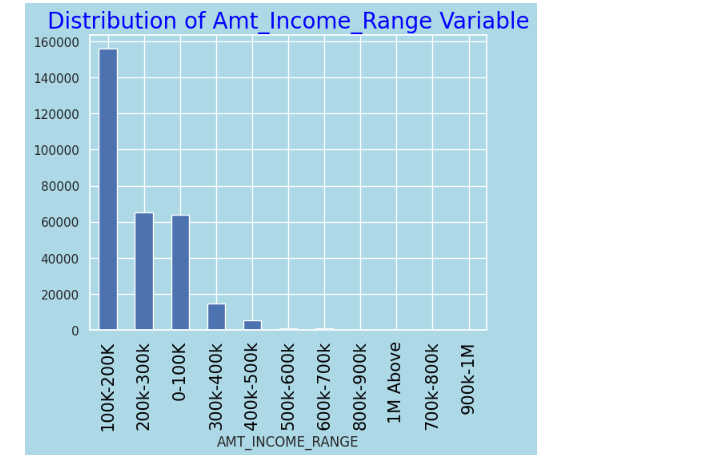 Distribution of Amt_Income_Range Variable
160000
140000
120000
100000
80000
60000
40000
20000
0
100K-200K
200k-300k
0-100K
300k-400k
400k-500k
500k-600k
600k-700k
800k-900k
1M Above
700k-800k
900k-1M
AMT_INCOME_RANGE